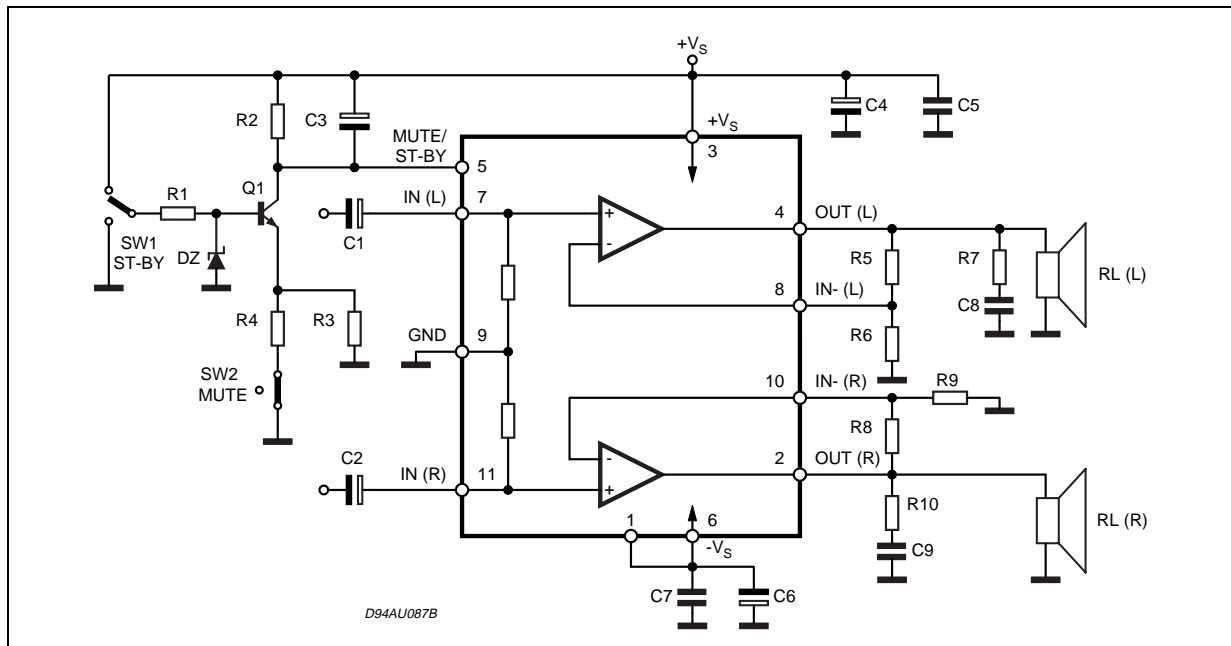 +VS
R2
C3
C4
C5
MUTE/
ST-BY
+VS
5
3
Q1
R1
IN (L)
7
4
OUT (L)
C1
+
-
SW1
ST-BY
DZ
R5
R7
RL (L)
8
IN- (L)
C8
R4
R3
GND
9
R6
SW2
MUTE
10
IN- (R)
R9
R8
C2
IN (R)
11
-
+
2
OUT (R)
R10
RL (R)
1
6
-VS
C9
C7
C6
D94AU087B